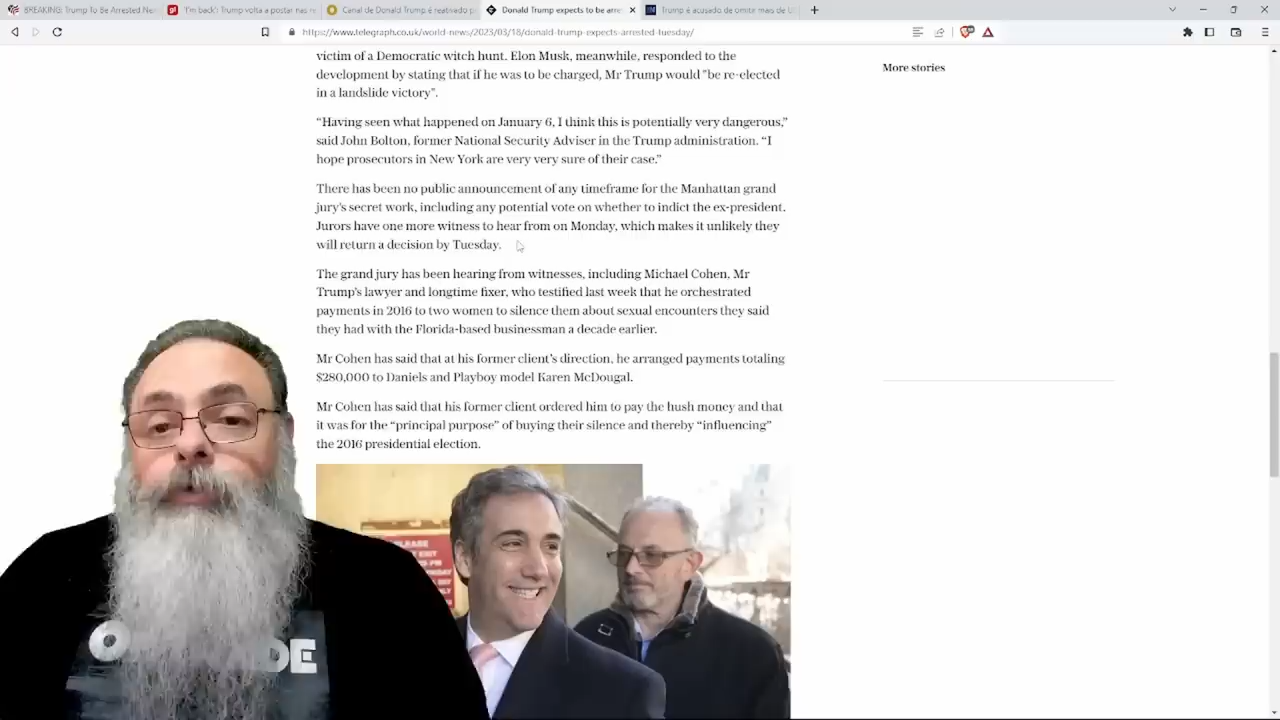 BREAKING: Trump To Be Arrested Nex
'I'm back'! Trump volta a postar nas r
Canal de Donald Trump é reativado p
Donald Trump expects to be arre
Trump é acusado de omitir mais de U
https://www.telegraph.co.uk/world-news/2023/03/18/donald-trump-expects-arrested-tuesday/
victim of a Democratic witch hunt. Elon Musk, meanwhile, responded to the
development by stating that if he was to be charged, Mr Trump would "be re-elected
in a landslide victory".
More stories
“Having seen what happened on January 6, I think this is potentially very dangerous,”
said John Bolton, former National Security Adviser in the Trump administration. “I
hope prosecutors in New York are very very sure of their case.”
There has been no public announcement of any timeframe for the Manhattan grand
jury’s secret work, including any potential vote on whether to indict the ex-president.
Jurors have one more witness to hear from on Monday, which makes it unlikely they
will return a decision by Tuesday.
The grand jury has been hearing from witnesses, including Michael Cohen, Mr
Trump’s lawyer and longtime fixer, who testified last week that he orchestrated
payments in 2016 to two women to silence them about sexual encounters they said
they had with the Florida-based businessman a decade earlier.
Mr Cohen has said that at his former client’s direction, he arranged payments totaling
$280,000 to Daniels and Playboy model Karen McDougal.
Mr Cohen has said that his former client ordered him to pay the hush money and that
it was for the “principal purpose” of buying their silence and thereby “influencing”
the 2016 presidential election.